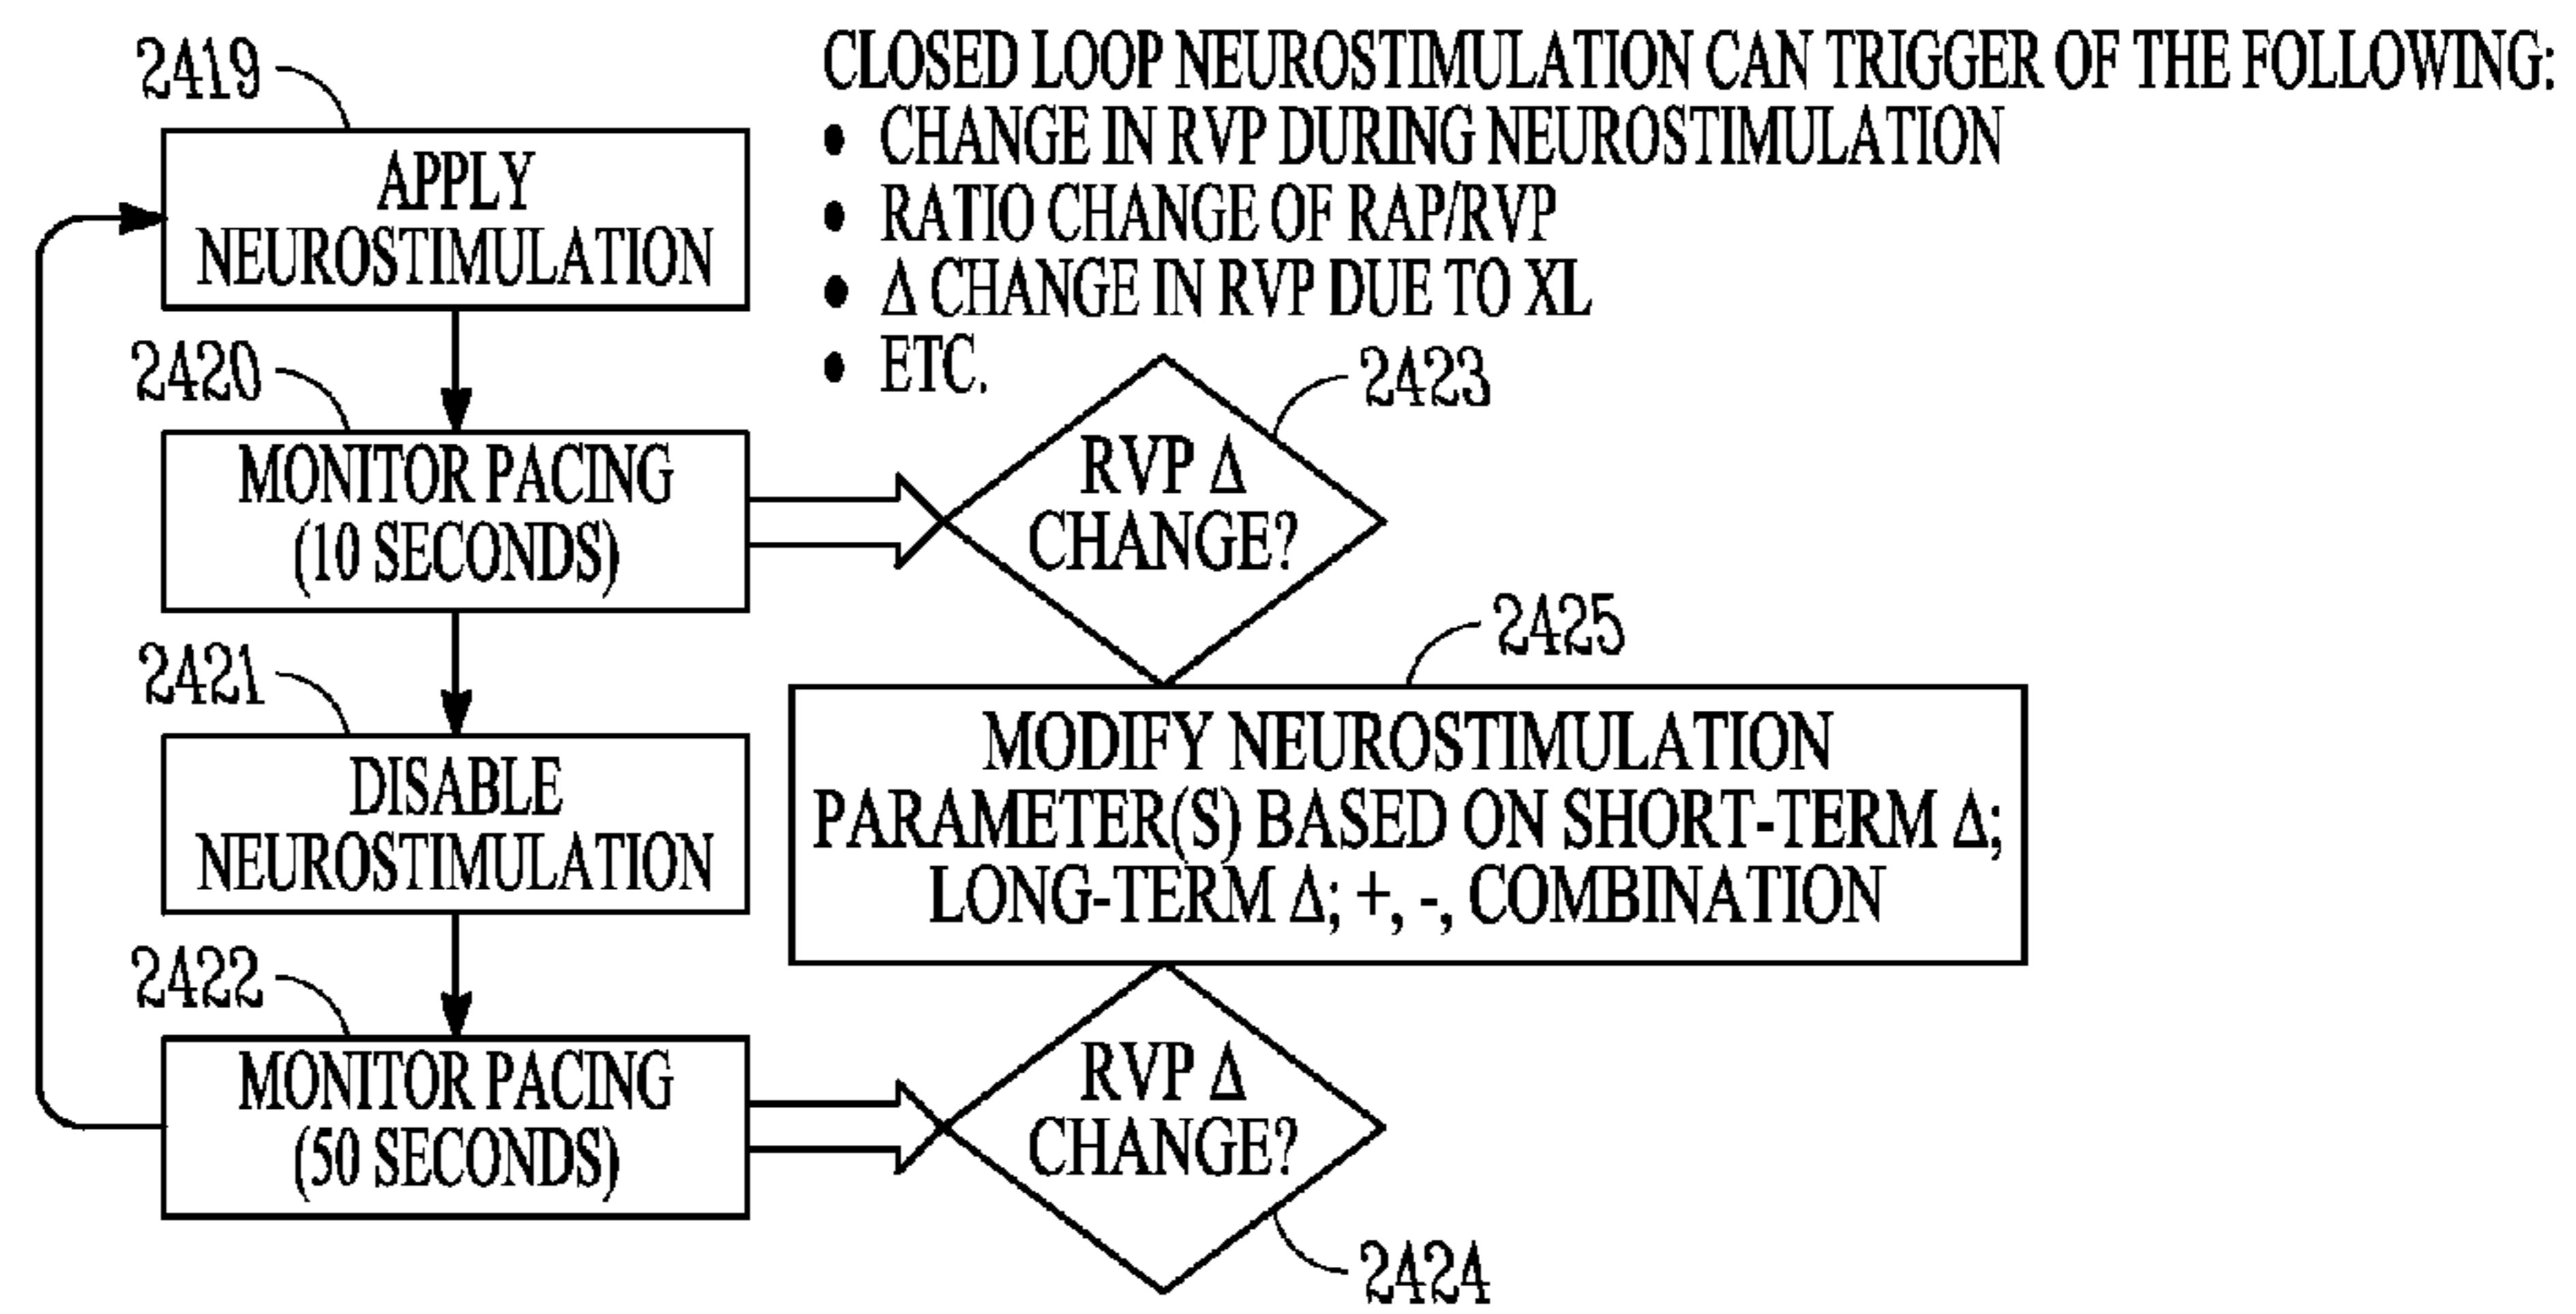 2419
APPLY
NEUROSTIMULATION
2420
MONITOR PACING
(10 SECONDS)
2421
DISABLE
NEUROSTIMULATION
2422
MONITOR PACING
(50 SECONDS)
CLOSED LOOP NEUROSTIMULATION CAN TRIGGER OF THE FOLLOWING:
• CHANGE IN RVP DURING NEUROSTIMULATION
• RATIO CHANGE OF RAP/RVP
• Δ CHANGE IN RVP DUE TO XL
• ETC.
2423
RVP Δ
CHANGE?
2425
MODIFY NEUROSTIMULATION
PARAMETER(S) BASED ON SHORT-TERM Δ;
LONG-TERM Δ; +, -, COMBINATION
RVP Δ
CHANGE?
2424